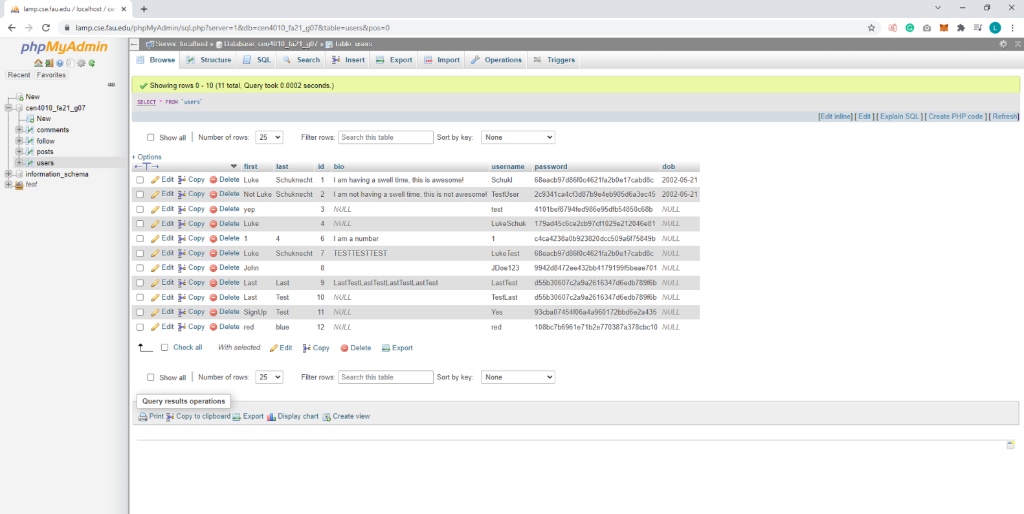 lamp.cse.fau.edu / localhost / cen
lamp.cse.fau.edu/phpMyAdmin/sql.php?server=1&db=cen4010_fa21_g07&table=users&pos=0
phpMyAdmin
Recent Favorites
New
cen4010_fa21_g07
New
comments
follow
posts
users
information_schema
test
Server: localhost » Database: cen4010_fa21_g07 » Table: users
Browse Structure SQL Search Insert Export Import Operations Triggers
Showing rows 0 - 10 (11 total, Query took 0.0002 seconds.)
SELECT * FROM `users`
[Edit inline] [ Edit ] [ Explain SQL ] [ Create PHP code ] [ Refresh]
Show all Number of rows: 25 Filter rows: Search this table Sort by key: None
+ Options
first last id bio username password dob
Edit Copy Delete Luke Schuknecht 1 I am having a swell time, this is awesome! Schukl 2002-05-21
Edit Copy Delete Not Luke Schuknecht 2 I am not having a swell time, this is not awesome! TestUser 2002-05-21
Edit Copy Delete yep 3 NULL test NULL
Edit Copy Delete Luke 4 NULL LukeSchuk NULL
Edit Copy Delete 1 4 6 I am a number 1 c4ca4238a0b923820dcc509a6f75849b NULL
Edit Copy Delete Luke Schuknecht 7 TESTTESTTEST LukeTest NULL
Edit Copy Delete John 8 JDoe123 NULL
Edit Copy Delete Last Last 9 LastTestLastTestLastTestLastTest LastTest NULL
Edit Copy Delete Last Test 10 NULL TestLast NULL
Edit Copy Delete SignUp Test 11 NULL Yes NULL
Edit Copy Delete red blue 12 red NULL
Check all With selected: Edit Copy Delete Export
Show all Number of rows: 25 Filter rows: Search this table Sort by key: None
Query results operations
Print Copy to clipboard Export Display chart Create view